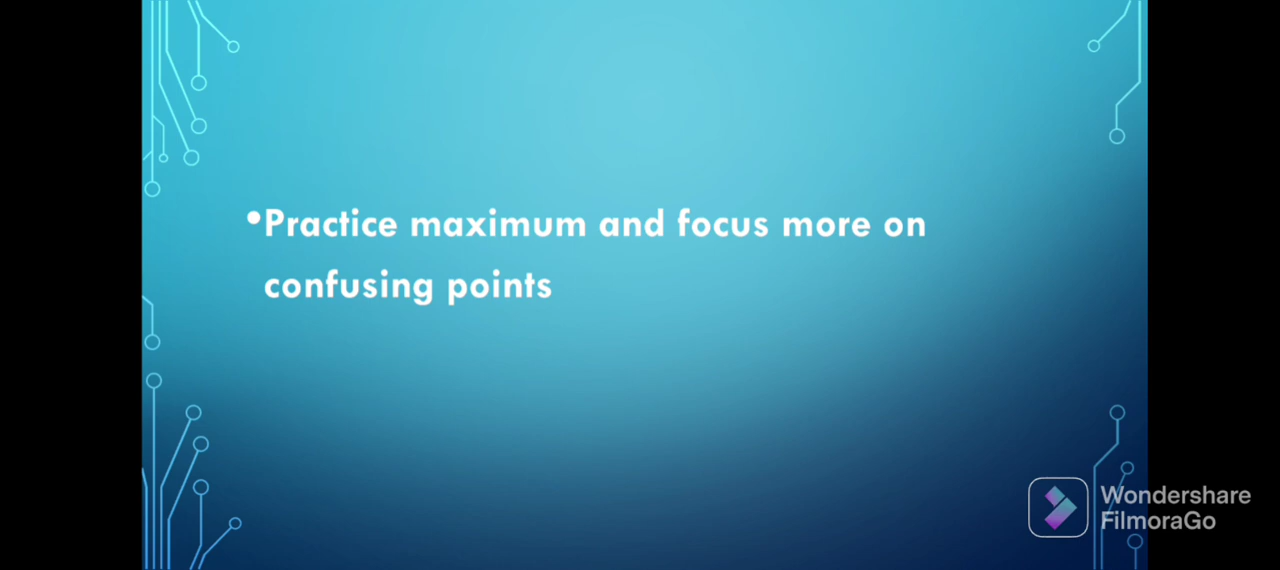 •Practice maximum and focus more on
confusing points
Wondershare
FilmoraGo